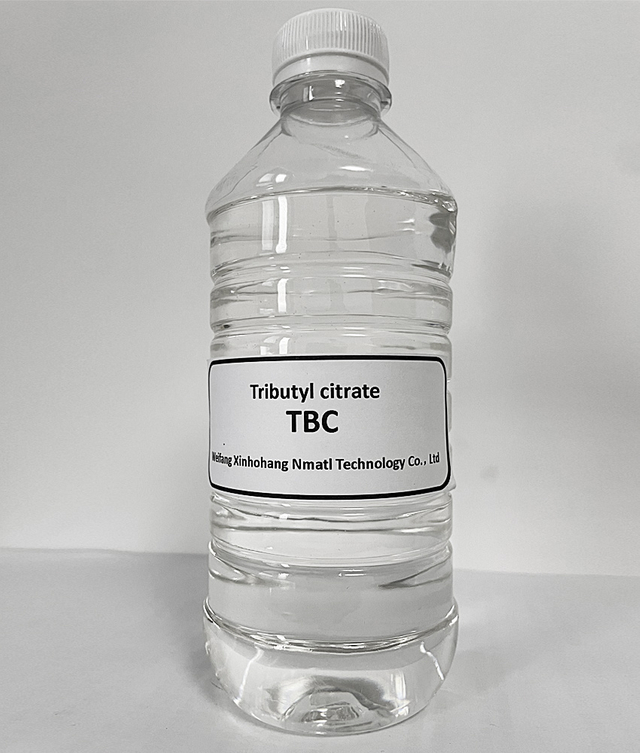 Tributyl citrate
TBC
Weifang Xinhohang Nmatl Technology Co., Ltd